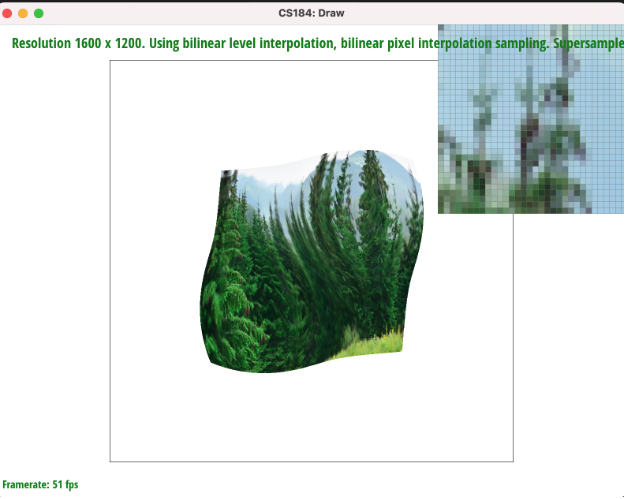 CS184: Draw
Resolution 1600 x 1200. Using bilinear level interpolation, bilinear pixel interpolation sampling. Supersample
Framerate: 51 fps